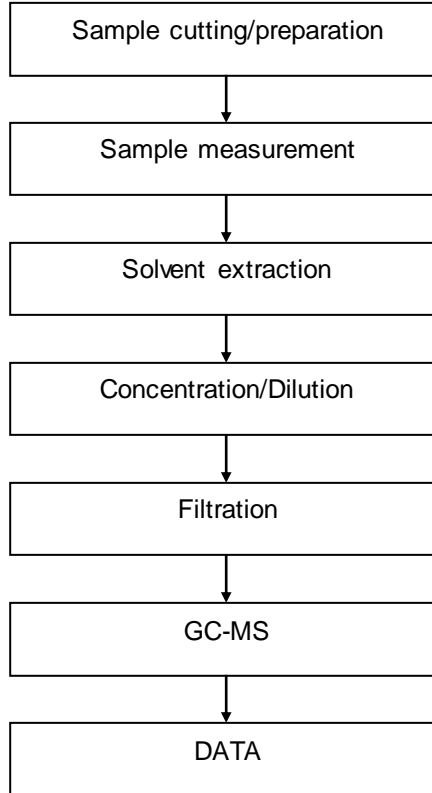 Sample cutting/preparation
Sample measurement
Solvent extraction
Concentration/Dilution
Filtration
GC-MS
DATA